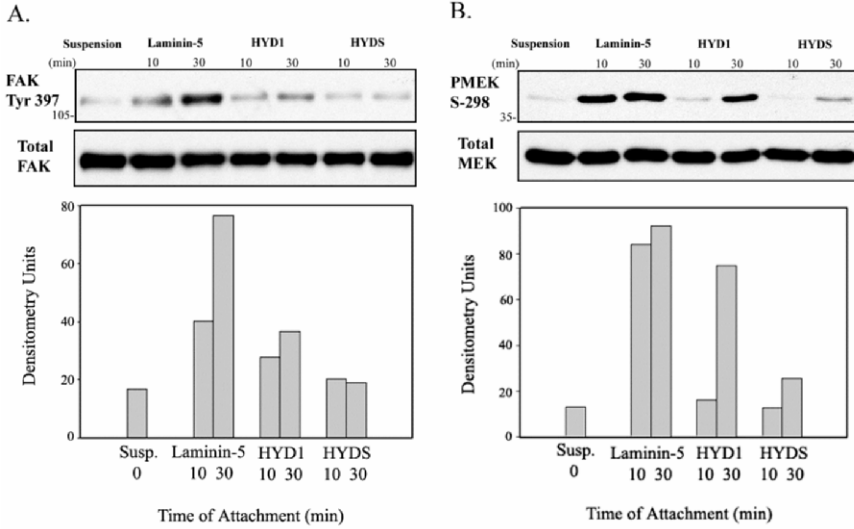 A.
Suspension Laminin-5 HYD1 HYDS
(min) 10 30 10 30 10 30
FAK
Tyr 397
105-
Total
FAK
80
60
40
20
0
Densitometry Units
Susp. Laminin-5 HYD1 HYDS
0 10 30 10 30 10 30
Time of Attachment (min)
B.
Suspension Laminin-5 HYD1 HYDS
(min) 10 30 10 30 10 30
PMEK
S-298
35-
Total
MEK
100
80
60
40
20
0
Densitometry Units
Susp. Laminin-5 HYD1 HYDS
0 10 30 10 30 10 30
Time of Attachment (min)